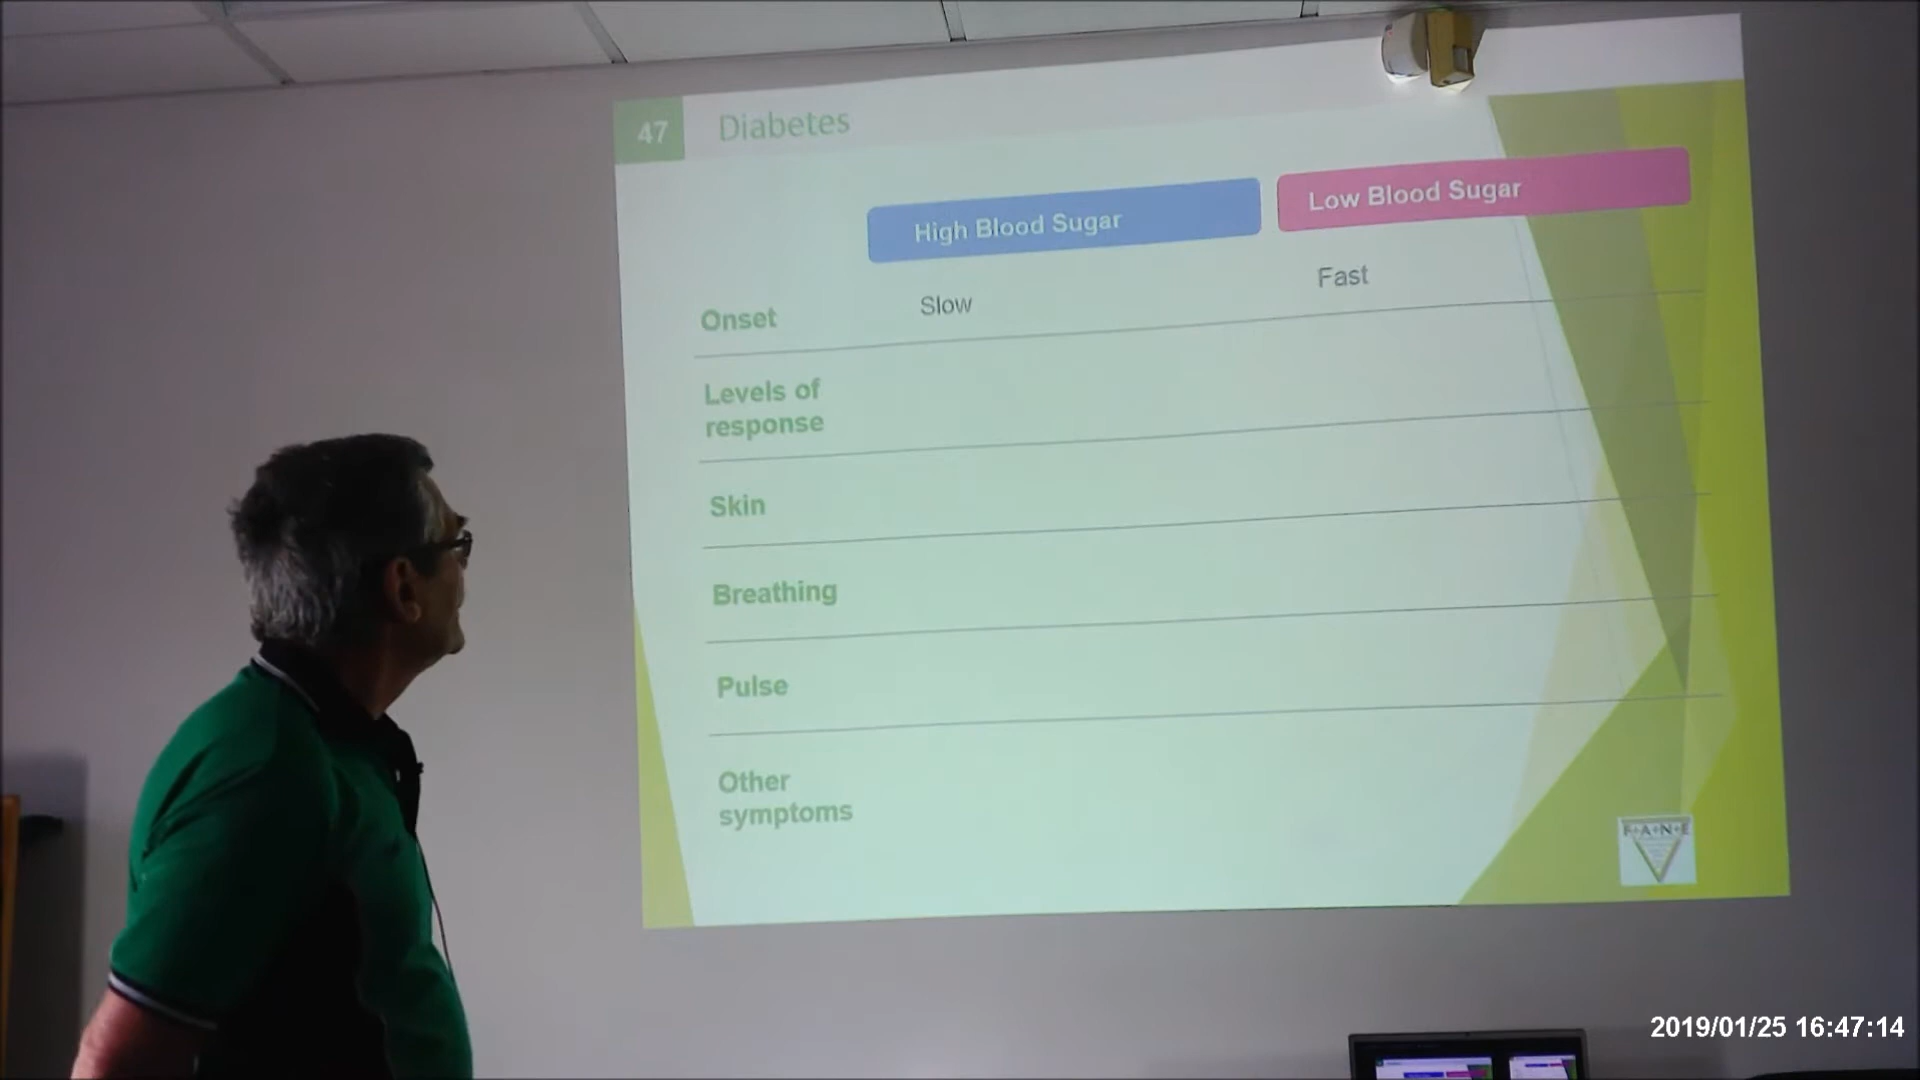 47 Diabetes
High Blood Sugar Low Blood Sugar
Onset Slow Fast
Levels of
response
Skin
Breathing
Pulse
Other
symptoms
F•A•N•E
2019/01/25 16:47:14